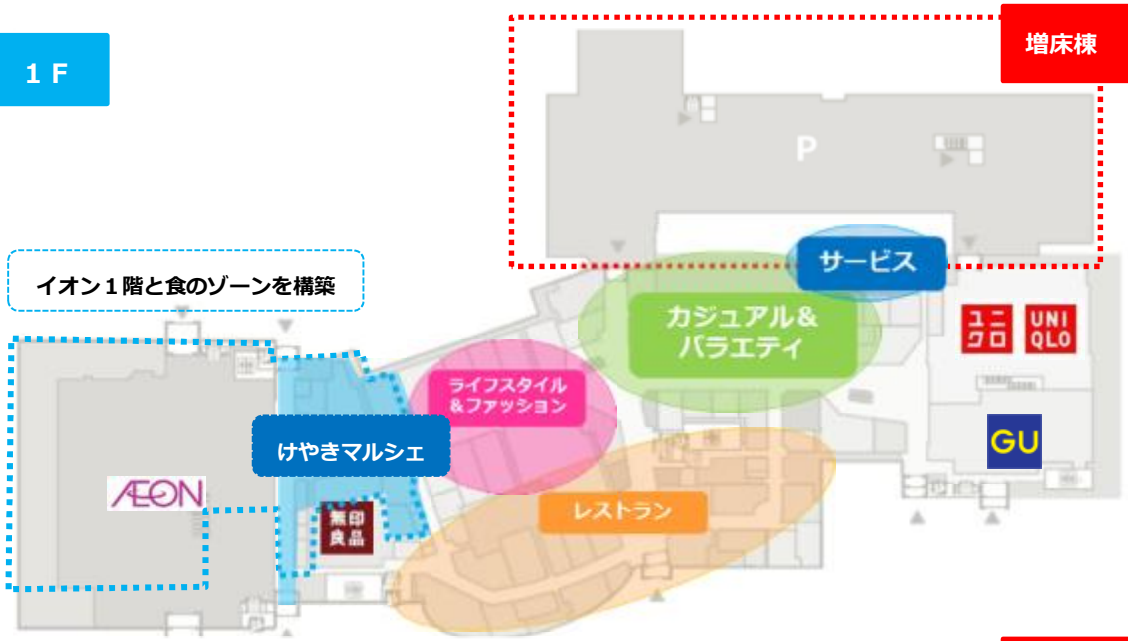 増床棟
１Ｆ
P
サービス
イオン１階と食のゾーンを構築
カジュアル&
バラエティ
ユニ
クロ
UNI
QLO
ライフスタイル
&ファッション
けやきマルシェ
GU
ÆON
レストラン
無印
良品